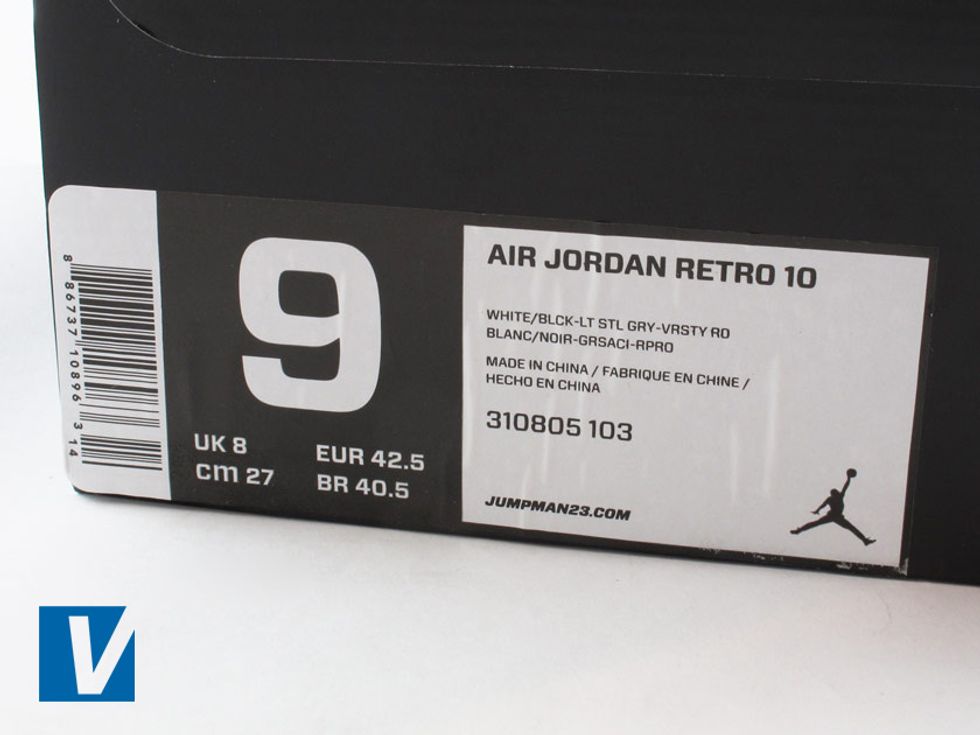 8 86737 10896 3 14
9
UK 8
cm 27
EUR 42.5
BR 40.5
AIR JORDAN RETRO 10
WHITE/BLCK-LT STL GRY-VRSTY RD
BLANC/NOIR-GRSACI-RPRO
MADE IN CHINA / FABRIQUE EN CHINE /
HECHO EN CHINA
310805 103
JUMPMAN23.COM
V